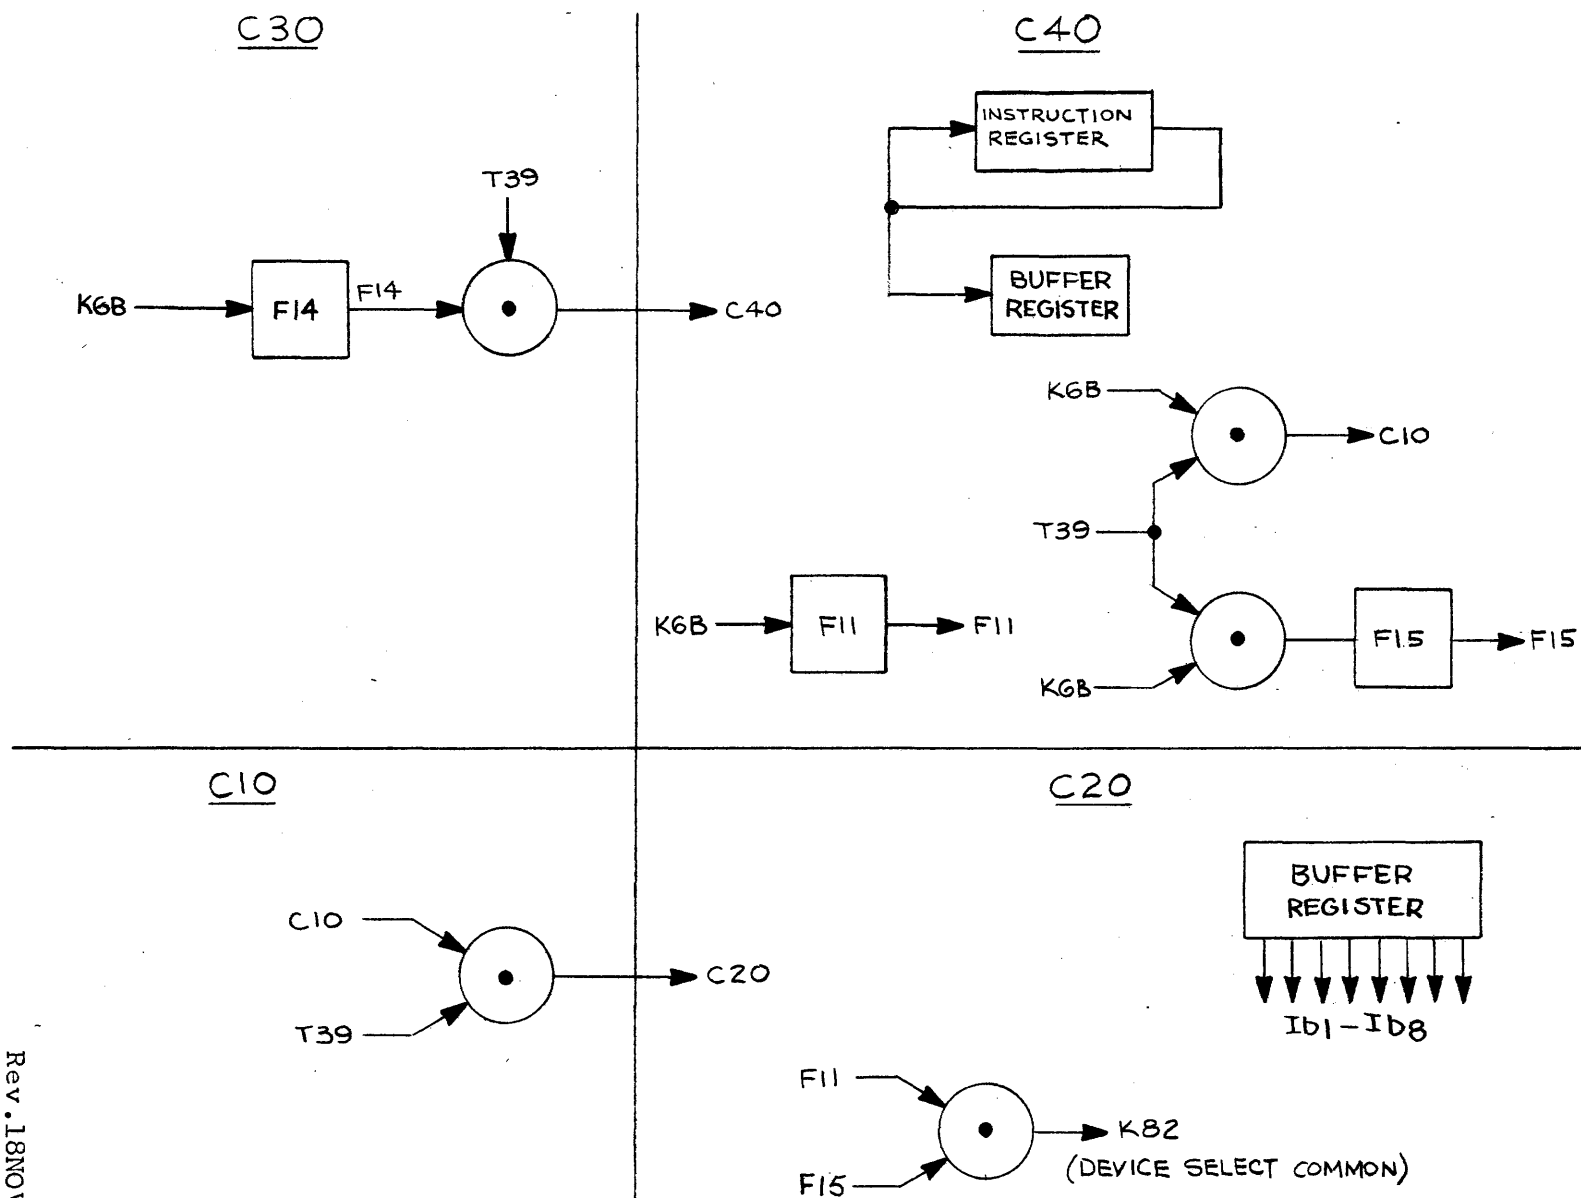 C30
T39
K6B
F14
F14
C40
C40
INSTRUCTION
REGISTER
BUFFER
REGISTER
K6B
C10
T39
K6B
F11
F11
K6B
F15
F15
C10
C10
T39
C20
C20
BUFFER
REGISTER
Ib1-Ib8
F11
F15
K82
(DEVICE SELECT COMMON)
Rev.18NOV